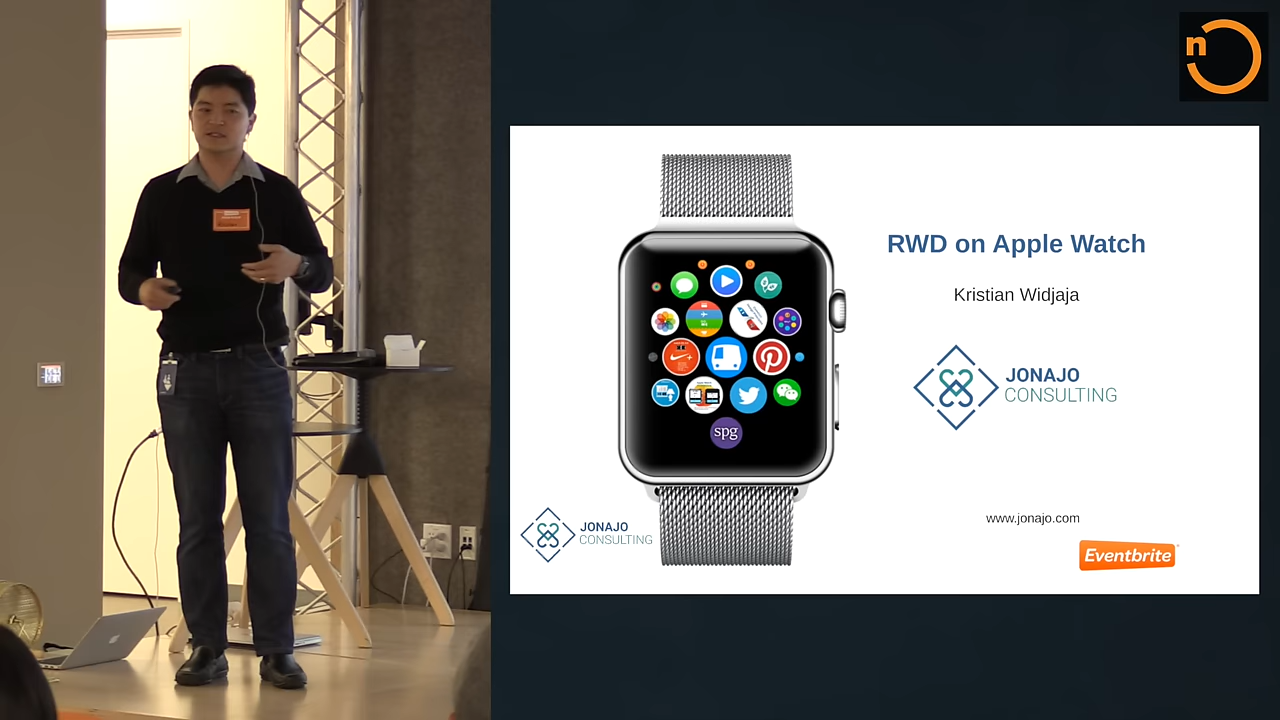 n
RWD on Apple Watch
Kristian Widjaja
JONAJO
CONSULTING
spg
www.jonajo.com
JONAJO
CONSULTING
Eventbrite